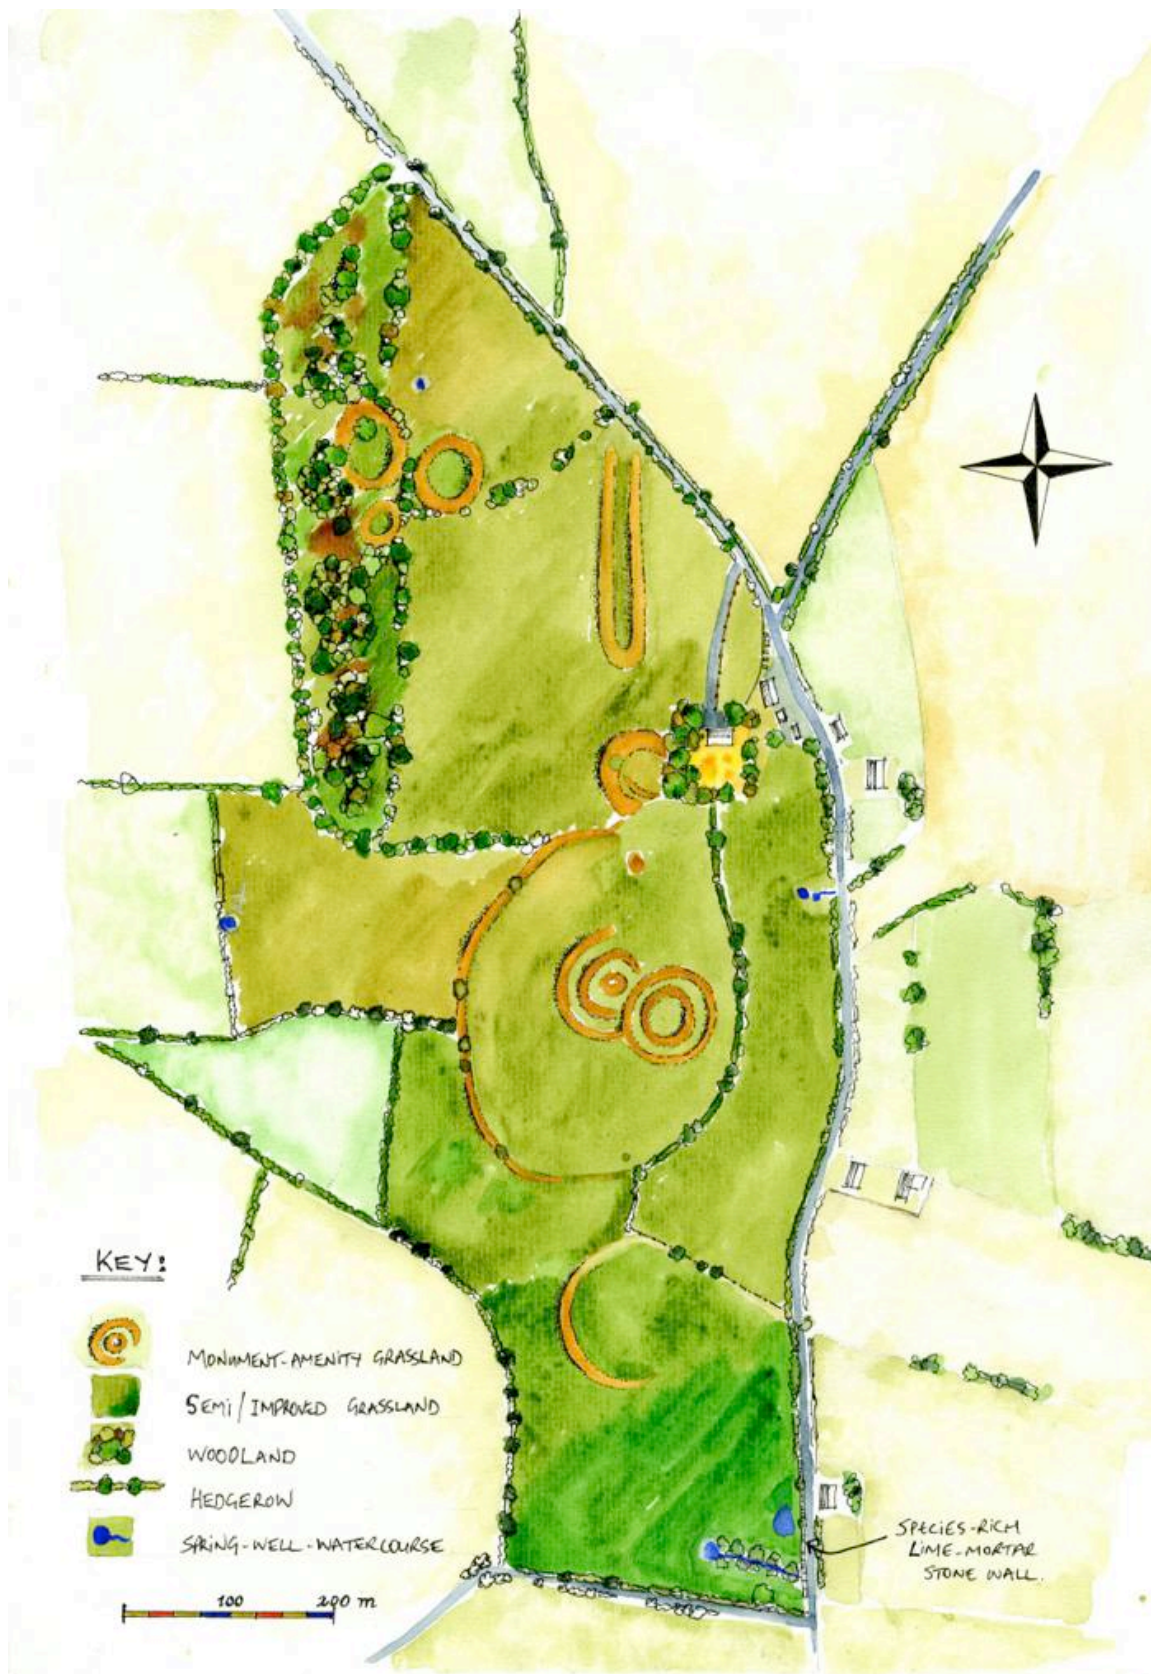 KEY:
MONUMENT-AMENITY GRASSLAND
SEMI/IMPROVED GRASSLAND
WOODLAND
HEDGEROW
SPRING-WELL-WATERCOURSE
100 200 m
SPECIES-RICH
LIME-MORTAR
STONE WALL.